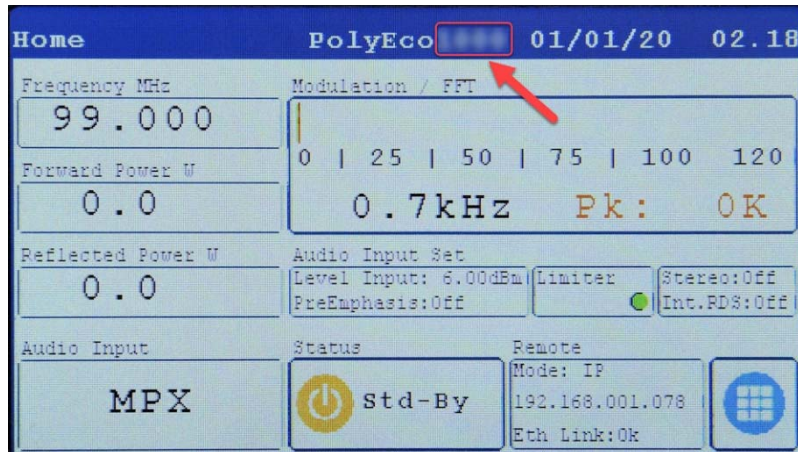 Home PolyEco 01/01/20 02.18
Frequency MHz
99.000
Forward Power W
0.0
Reflected Power W
0.0
Audio Input
MPX
Modulation / FFT
0 | 25 | 50 | 75 | 100 120
0.7kHz Pk: 0K
Audio Input Set
Level Input: 6.00dBm
PreEmphasis:Off
Limiter
Stereo:Off
Int.RDS:Off
Status
Std-By
Remote
Mode: IP
192.168.001.078
Eth Link:Ok